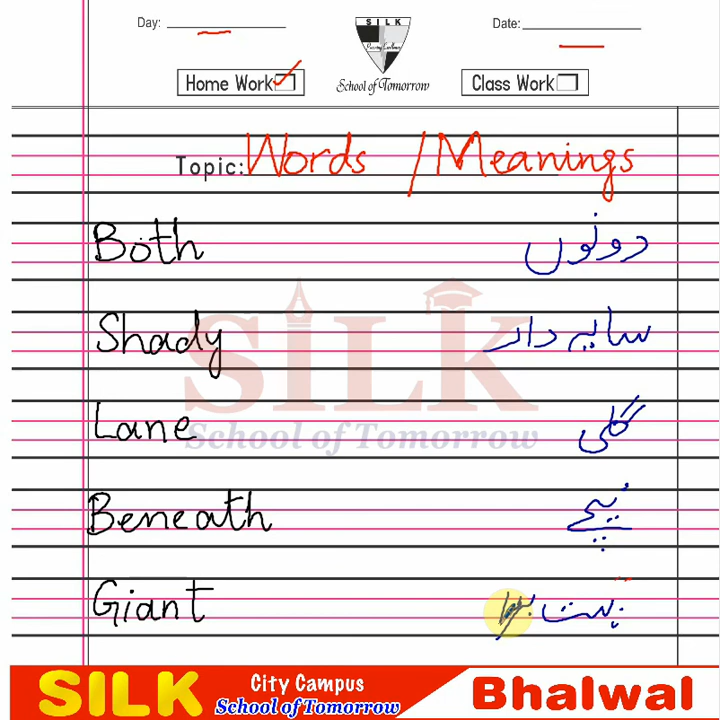 Day:
Date:
SILK
School of Tomorrow
Home Work
Class Work
Topic: Words / Meanings
Both دونوں
Shady سایہ دار
Lane گلی
Beneath نیچے
Giant بہت بڑا
SiLK
School of Tomorrow
SILK City Campus
School of Tomorrow
Bhalwal